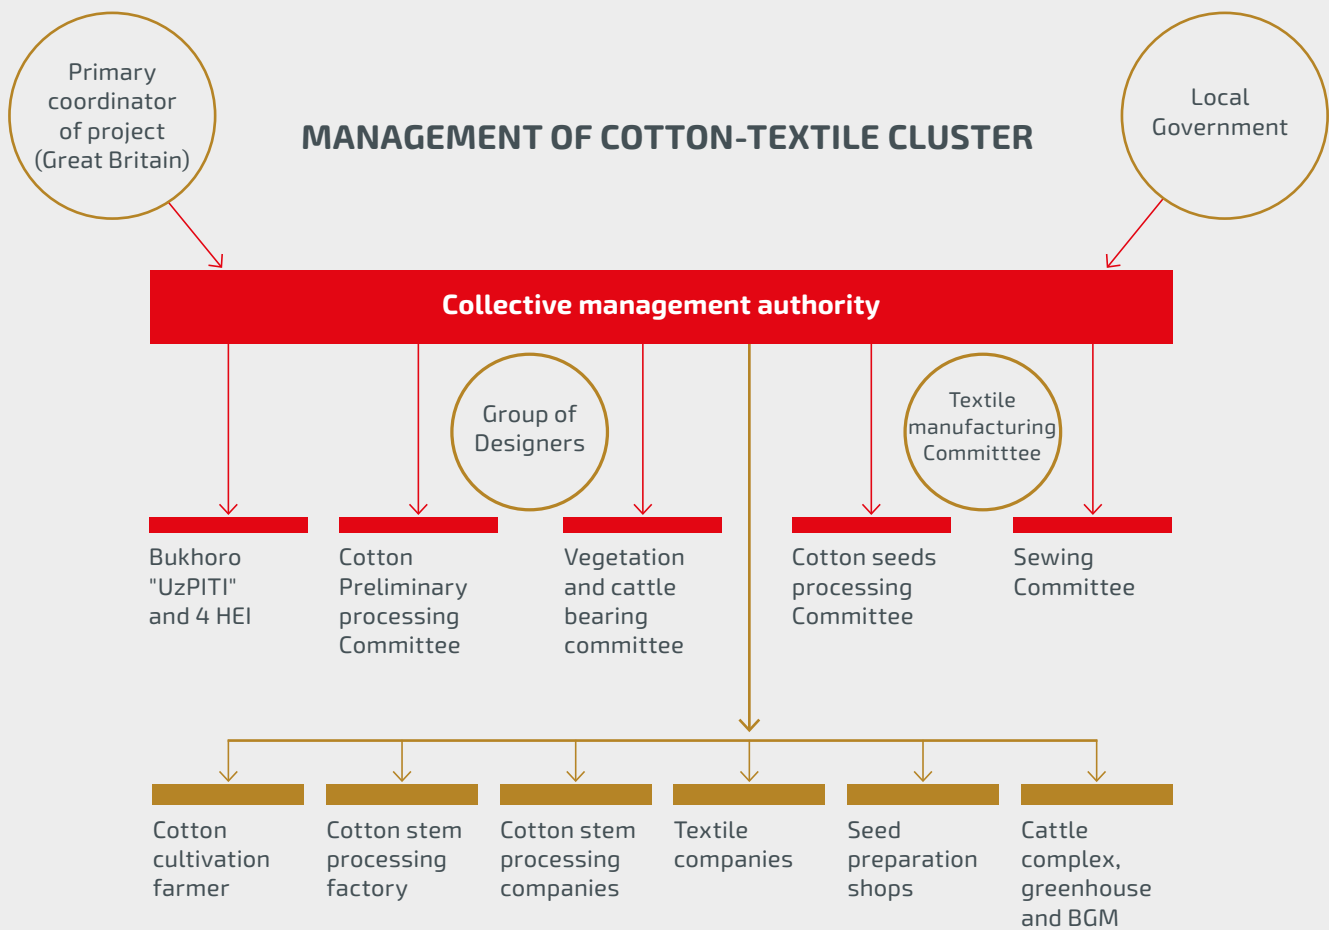 Primary
coordinator
of project
(Great Britain)
MANAGEMENT OF COTTON-TEXTILE CLUSTER
Local
Government
Collective management authority
Group of
Designers
Textile
manufacturing
Committtee
Bukhoro
"UzPITI"
and 4 HEI
Cotton
Preliminary
processing
Committee
Vegetation
and cattle
bearing
committee
Cotton seeds
processing
Committee
Sewing
Committee
Cotton
cultivation
farmer
Cotton stem
processing
factory
Cotton stem
processing
companies
Textile
companies
Seed
preparation
shops
Cattle
complex,
greenhouse
and BGM